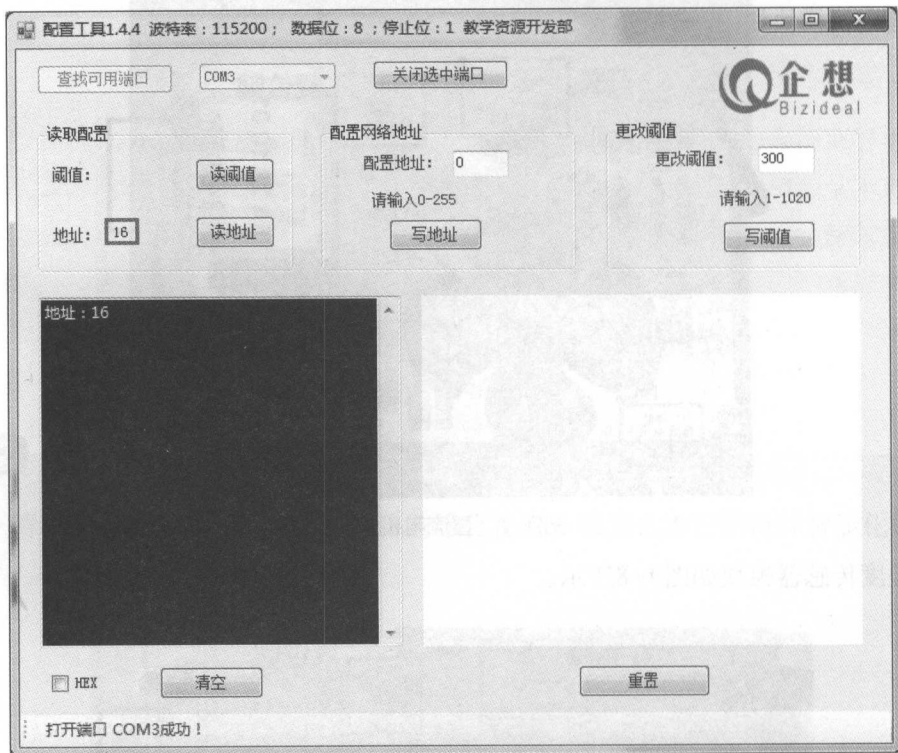 配置工具1.4.4 波特率：115200； 数据位：8 ；停止位：1 教学资源开发部
查找可用端口 COM3 关闭选中端口
企想
Bizideal
读取配置 配置网络地址 更改阈值
阈值： 读阈值 配置地址： 0 更改阈值： 300
请输入0-255 请输入1-1020
地址： 16 读地址 写地址 写阈值
地址：16
HEX 清空 重置
打开端口 COM3成功！